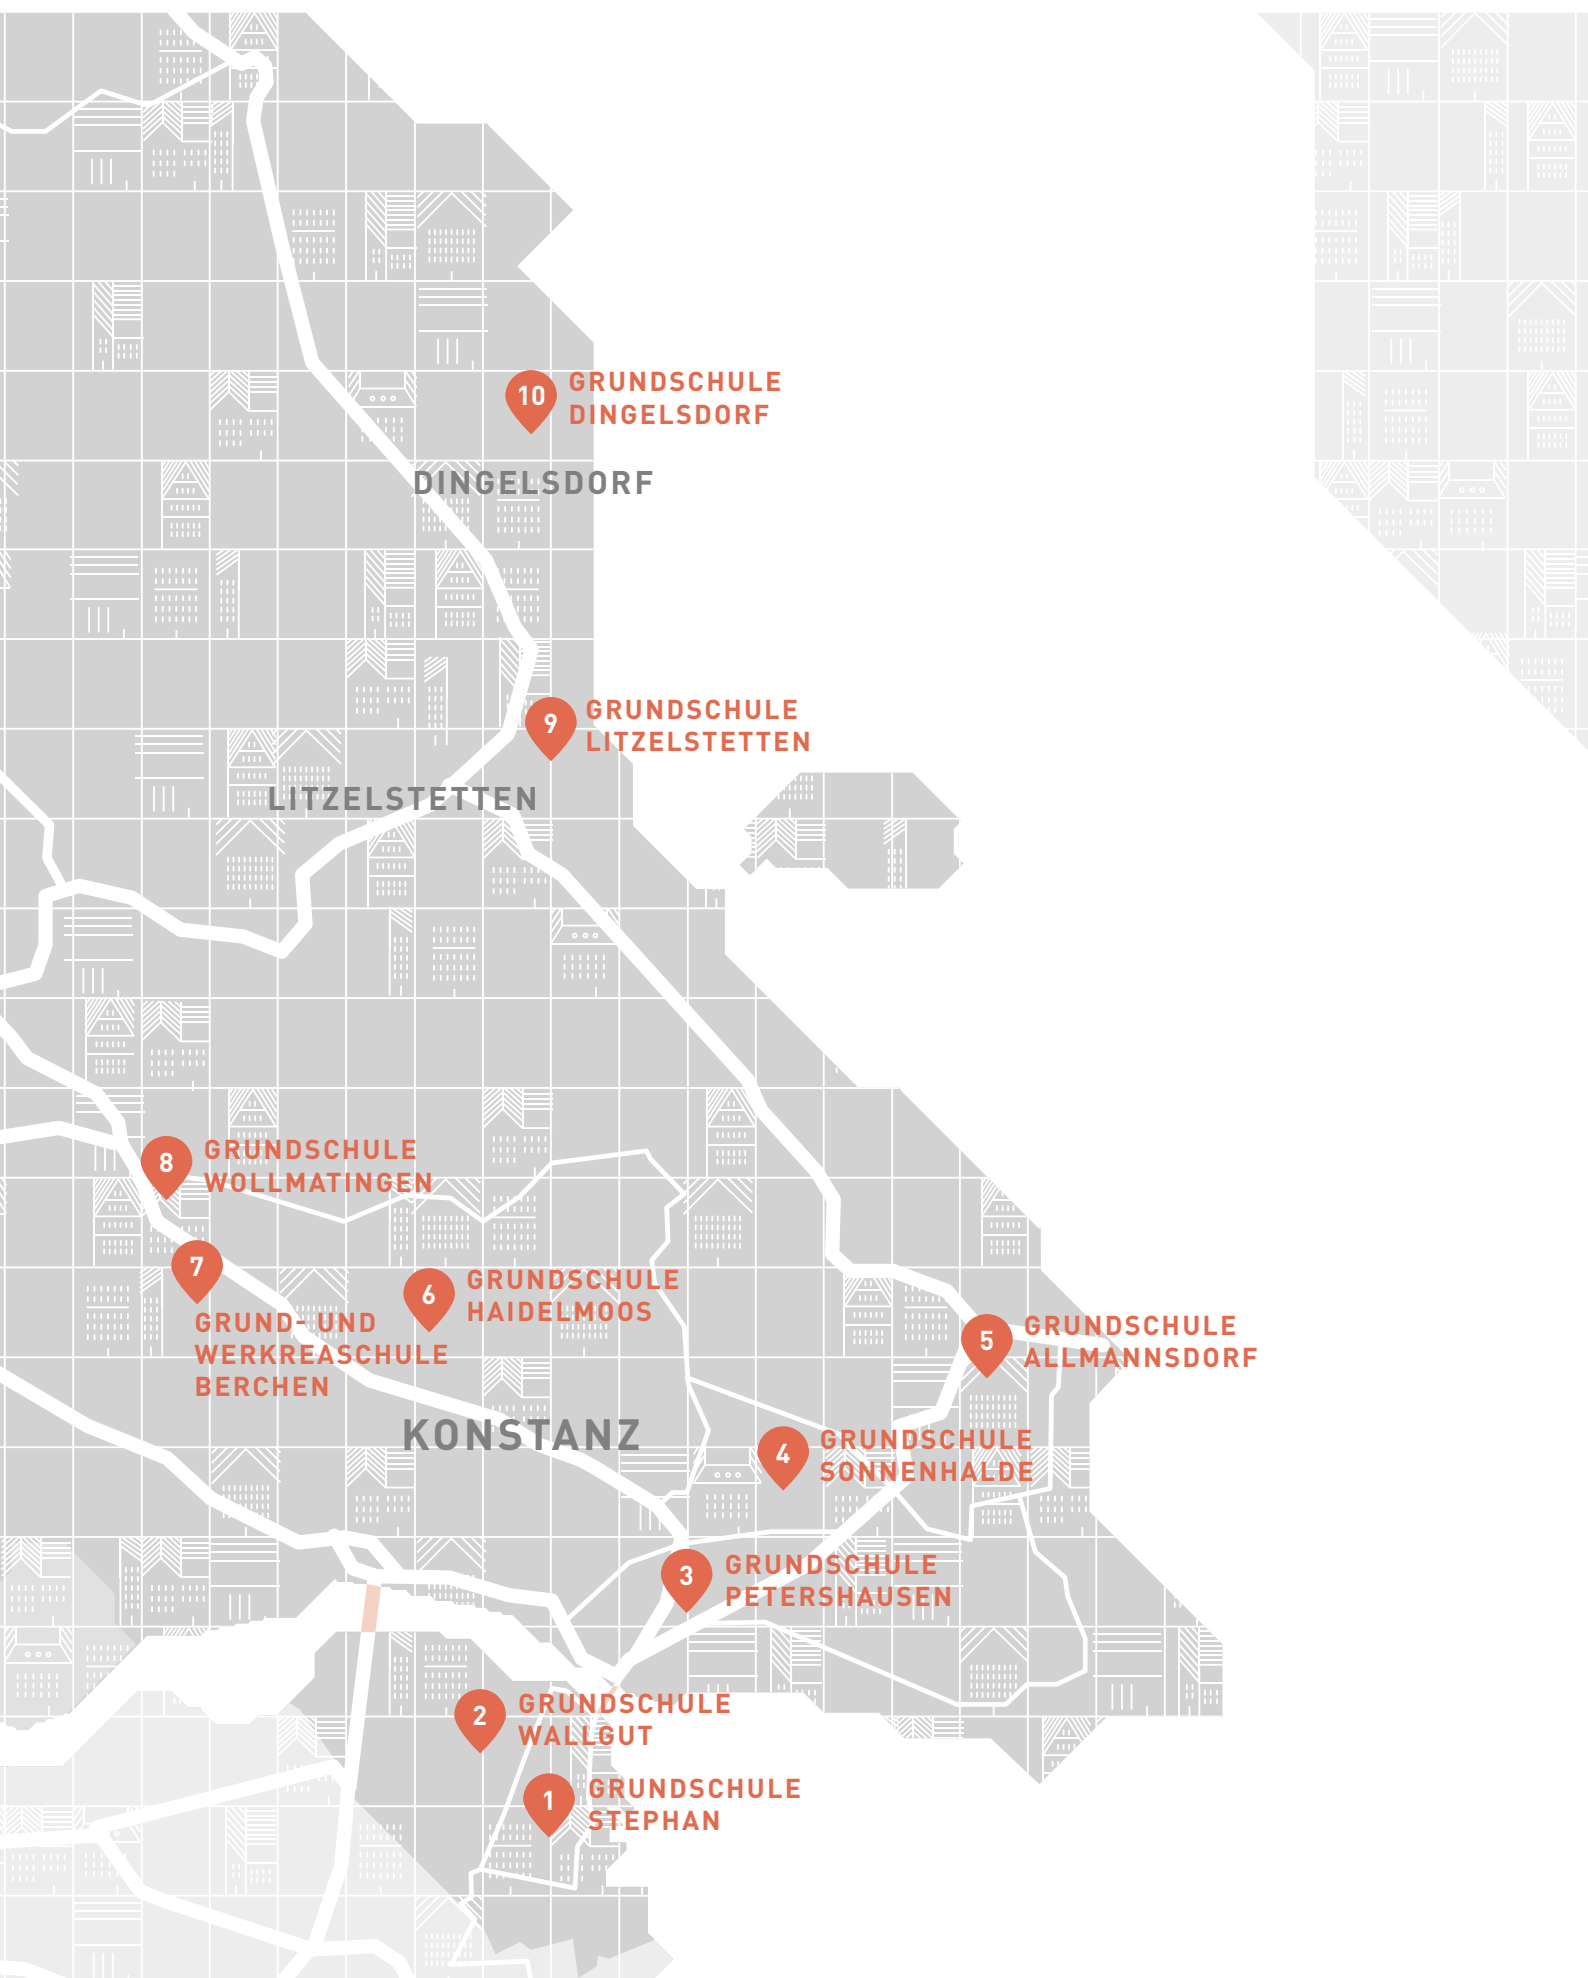 10
GRUNDSCHULE
DINGELSDORF
DINGELSDORF
9
GRUNDSCHULE
LITZELSTETTEN
LITZELSTETTEN
8
GRUNDSCHULE
WOLLMATINGEN
7
GRUND- UND
WERKREASCHULE
BERCHEN
6
GRUNDSCHULE
HAIDELMOOS
5
GRUNDSCHULE
ALLMANNSDORF
KONSTANZ
4
GRUNDSCHULE
SONNENHALDE
3
GRUNDSCHULE
PETERSHAUSEN
2
GRUNDSCHULE
WALLGUT
1
GRUNDSCHULE
STEPHAN